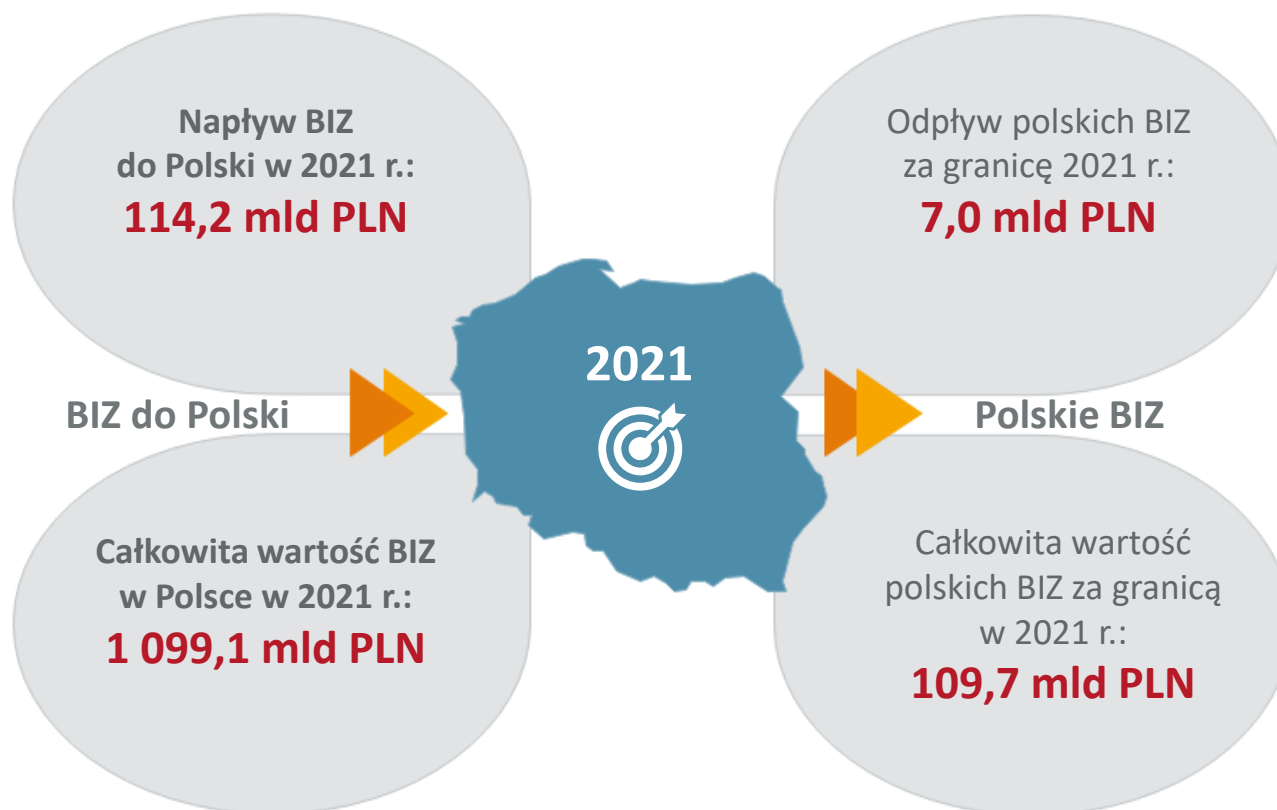 Napływ BIZ
do Polski w 2021 r.:
114,2 mld PLN
Odpływ polskich BIZ
za granicę 2021 r.:
7,0 mld PLN
2021
BIZ do Polski
Polskie BIZ
Całkowita wartość BIZ
w Polsce w 2021 r.:
1 099,1 mld PLN
Całkowita wartość
polskich BIZ za granicą
w 2021 r.:
109,7 mld PLN